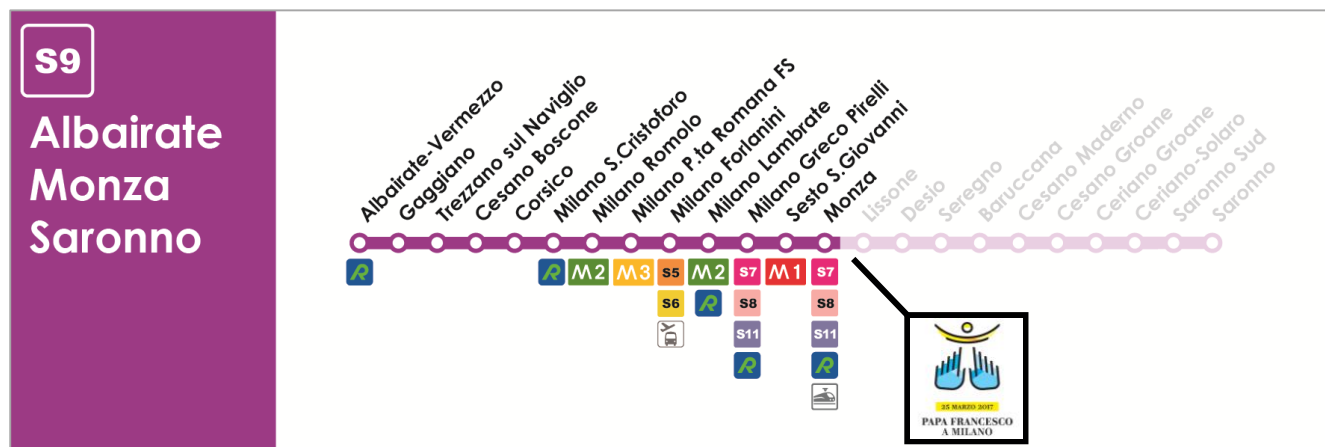 S9
Albairate
Monza
Saronno
Albairate-Vermezzo
Gaggiano
Trezzano sul Naviglio
Cesano Boscone
Corsico
Milano S.Cristoforo
Milano Romolo
Milano P.ta Romana FS
Milano Forlanini
Milano Lambrate
Milano Greco Pirelli
Sesto S.Giovanni
Monza
Lissone
Desio
Seregno
Baruccana
Cesano Maderno
Cesano Groane
Ceriano Groane
Ceriano-Solaro
Saronno Sud
Saronno
R R M2 M3 S5 M2 S7 M1 S7
S6 R S8 S8
S11 S11
R R
25 MARZO 2017
PAPA FRANCESCO
A MILANO